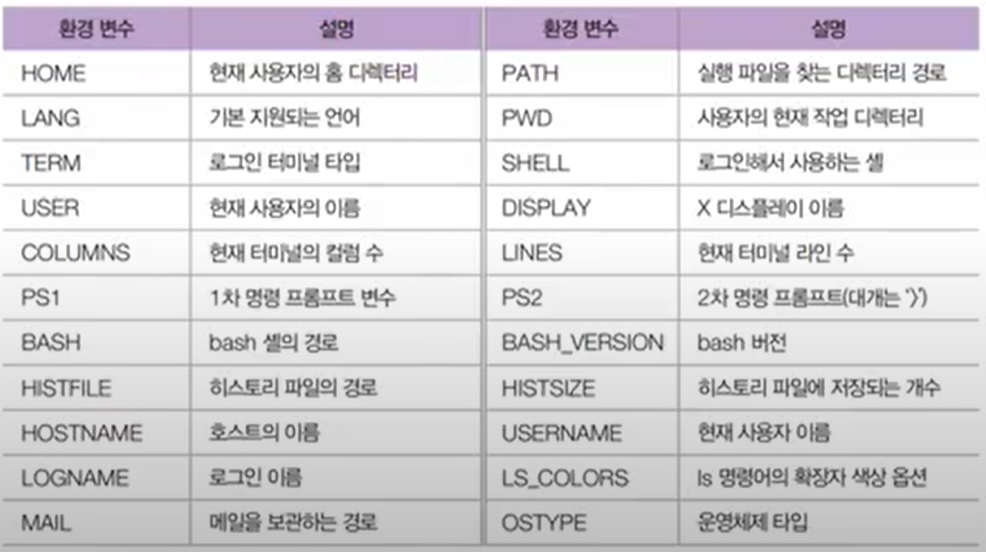 환경 변수 설명 환경 변수 설명
HOME 현재 사용자의 홈 디렉터리 PATH 실행 파일을 찾는 디렉터리 경로
LANG 기본 지원되는 언어 PWD 사용자의 현재 작업 디렉터리
TERM 로그인 터미널 타입 SHELL 로그인해서 사용하는 셸
USER 현재 사용자의 이름 DISPLAY X 디스플레이 이름
COLUMNS 현재 터미널의 컬럼 수 LINES 현재 터미널 라인 수
PS1 1차 명령 프롬프트 변수 PS2 2차 명령 프롬프트(대개는 '>')
BASH bash 셸의 경로 BASH_VERSION bash 버전
HISTFILE 히스토리 파일의 경로 HISTSIZE 히스토리 파일에 저장되는 개수
HOSTNAME 호스트의 이름 USERNAME 현재 사용자 이름
LOGNAME 로그인 이름 LS_COLORS ls 명령어의 확장자 색상 옵션
MAIL 메일을 보관하는 경로 OSTYPE 운영체제 타입